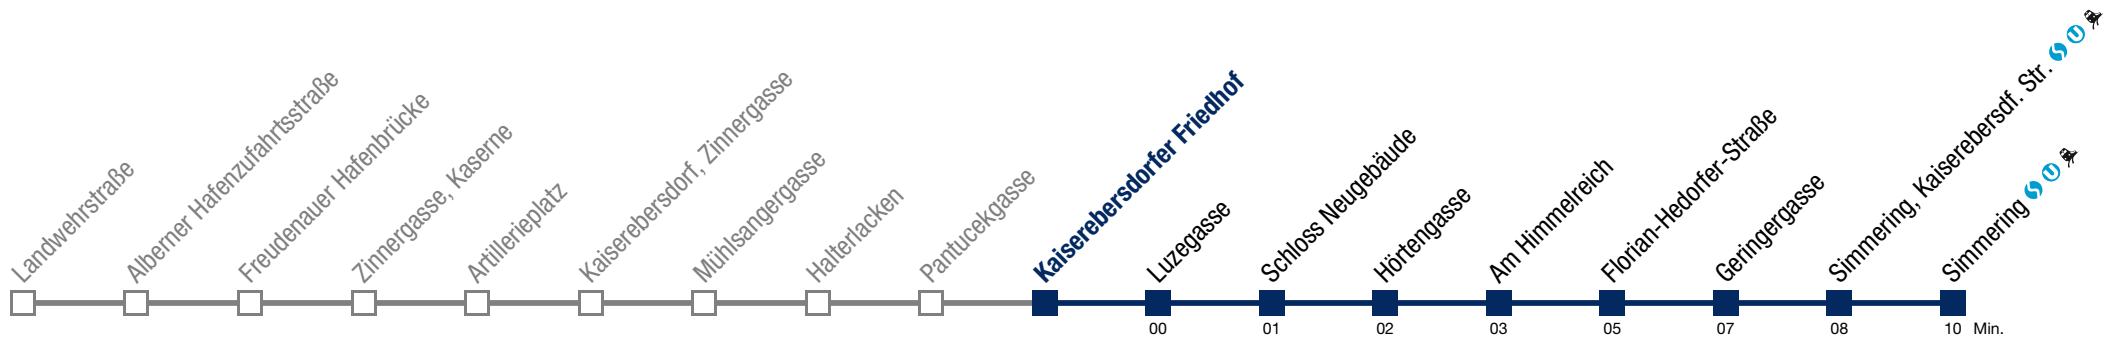 Landwehrstraße
Alberner Hafenzufahrtsstraße
Freudenauer Hafenbrücke
Zinnergasse, Kaserne
Artillerieplatz
Kaiserebersdorf, Zinnergasse
Mühlsangergasse
Halterlacken
Pantucekgasse
Kaiserebersdorfer Friedhof
Luzegasse
Schloss Neugebäude
Hörtengasse
Am Himmelreich
Florian-Hedorfer-Straße
Geringergasse
Simmering, Kaiserebersdf. Str. S U
Simmering S U
00 01 02 03 05 07 08 10 Min.